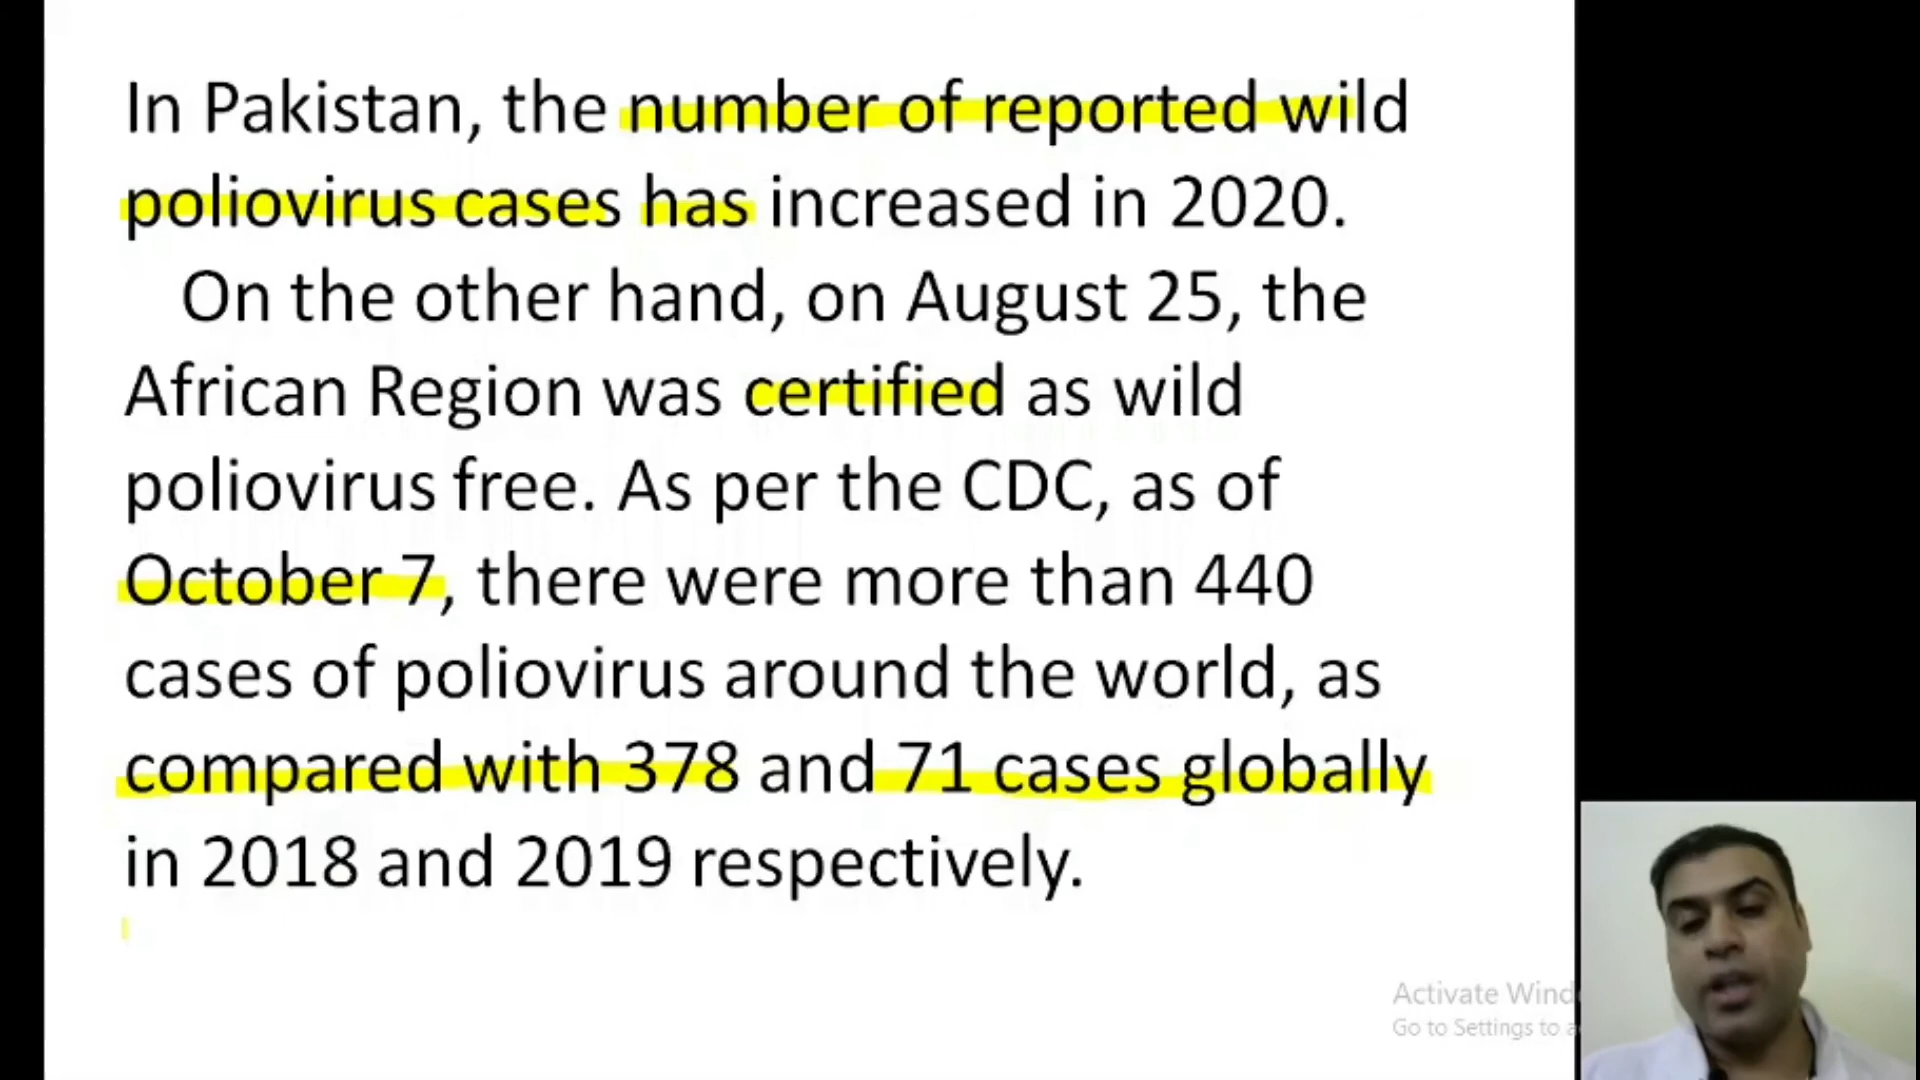 In Pakistan, the number of reported wild
poliovirus cases has increased in 2020.
On the other hand, on August 25, the
African Region was certified as wild
poliovirus free. As per the CDC, as of
October 7, there were more than 440
cases of poliovirus around the world, as
compared with 378 and 71 cases globally
in 2018 and 2019 respectively.
Activate Wind
Go to Settings to a